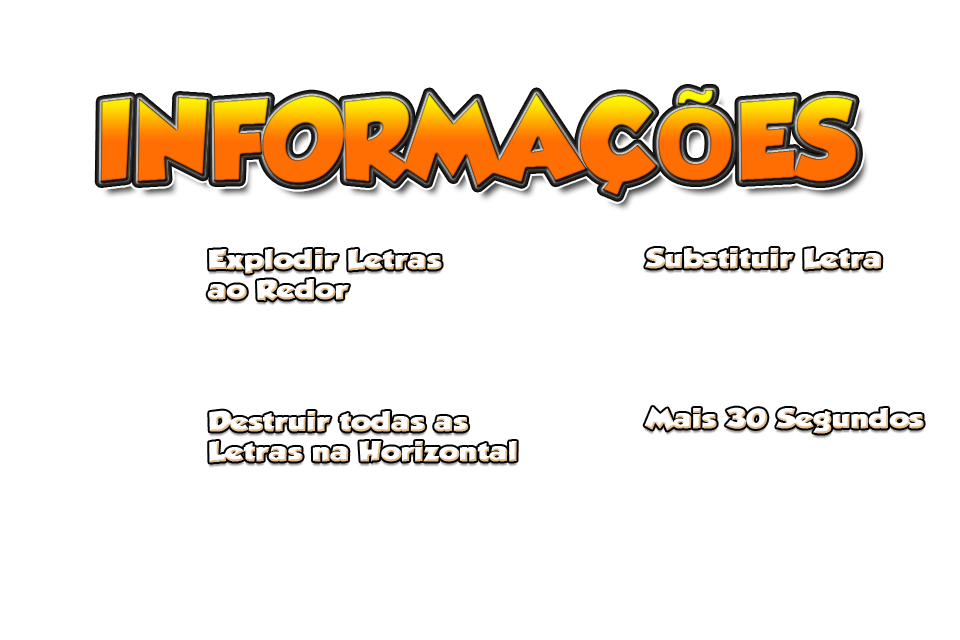 INFORMAÇÕES
Explodir Letras
ao Redor
Substituir Letra
Destruir todas as
Letras na Horizontal
Mais 30 Segundos